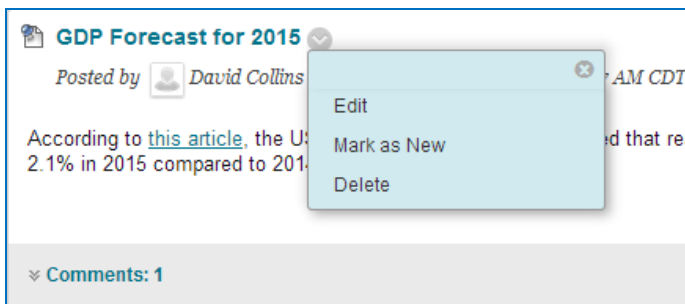 GDP Forecast for 2015
Posted by David Collins AM CDT
Edit
According to this article, the US ed that re
Mark as New
2.1% in 2015 compared to 201
Delete
Comments: 1